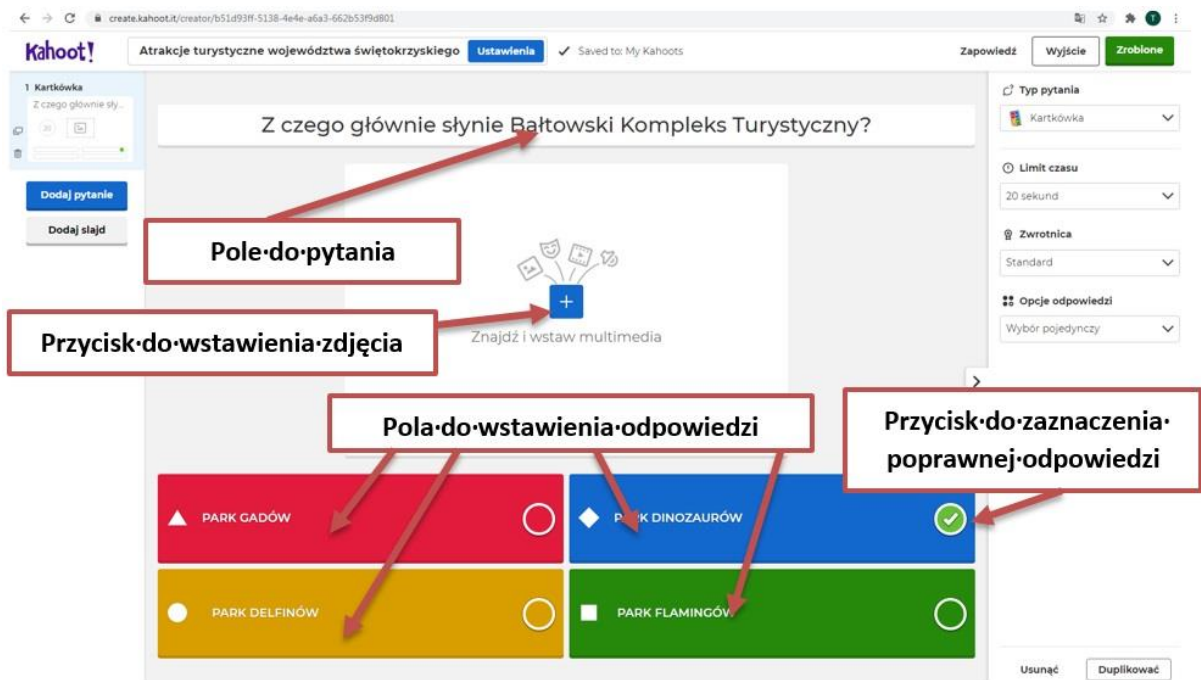 create.kahoot.it/creator/b51d93ff-5138-4e4e-a6a3-662b53f9d801
T
Kahoot!
Atrakcje turystyczne województwa świętokrzyskiego
Ustawienia
Saved to: My Kahoots
Zapowiedź
Wyjście
Zrobione
1 Kartkówka
Z czego głównie sły...
20
Dodaj pytanie
Dodaj slajd
Z czego głównie słynie Bałtowski Kompleks Turystyczny?
Pole·do·pytania
Przycisk·do·wstawienia·zdjęcia
Znajdź i wstaw multimedia
Pola·do·wstawienia·odpowiedzi
Przycisk·do·zaznaczenia·
poprawnej·odpowiedzi
PARK GADÓW
PARK DINOZAURÓW
PARK DELFINÓW
PARK FLAMINGÓW
Typ pytania
Kartkówka
Limit czasu
20 sekund
Zwrotnica
Standard
Opcje odpowiedzi
Wybór pojedynczy
Usunąć
Duplikować